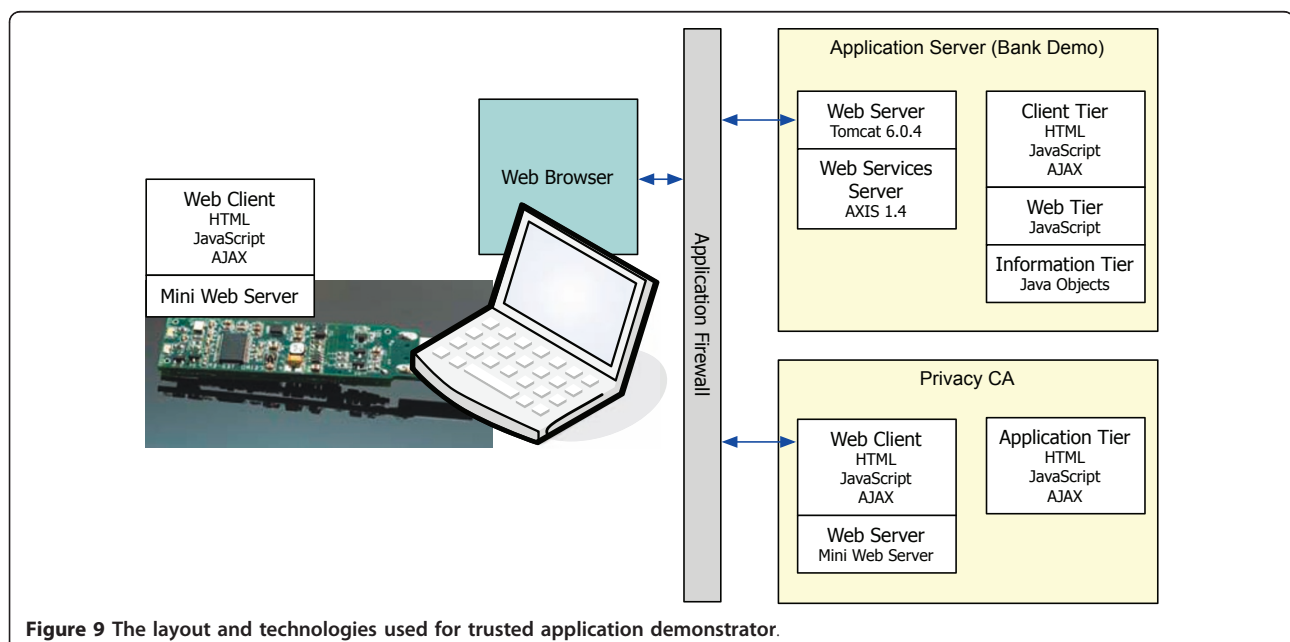 Web Client
HTML
JavaScript
AJAX
Mini Web Server
Web Browser
Application Firewall
Application Server (Bank Demo)
Web Server
Tomcat 6.0.4
Web Services
Server
AXIS 1.4
Client Tier
HTML
JavaScript
AJAX
Web Tier
JavaScript
Information Tier
Java Objects
Privacy CA
Web Client
HTML
JavaScript
AJAX
Web Server
Mini Web Server
Application Tier
HTML
JavaScript
AJAX
Figure 9 The layout and technologies used for trusted application demonstrator.